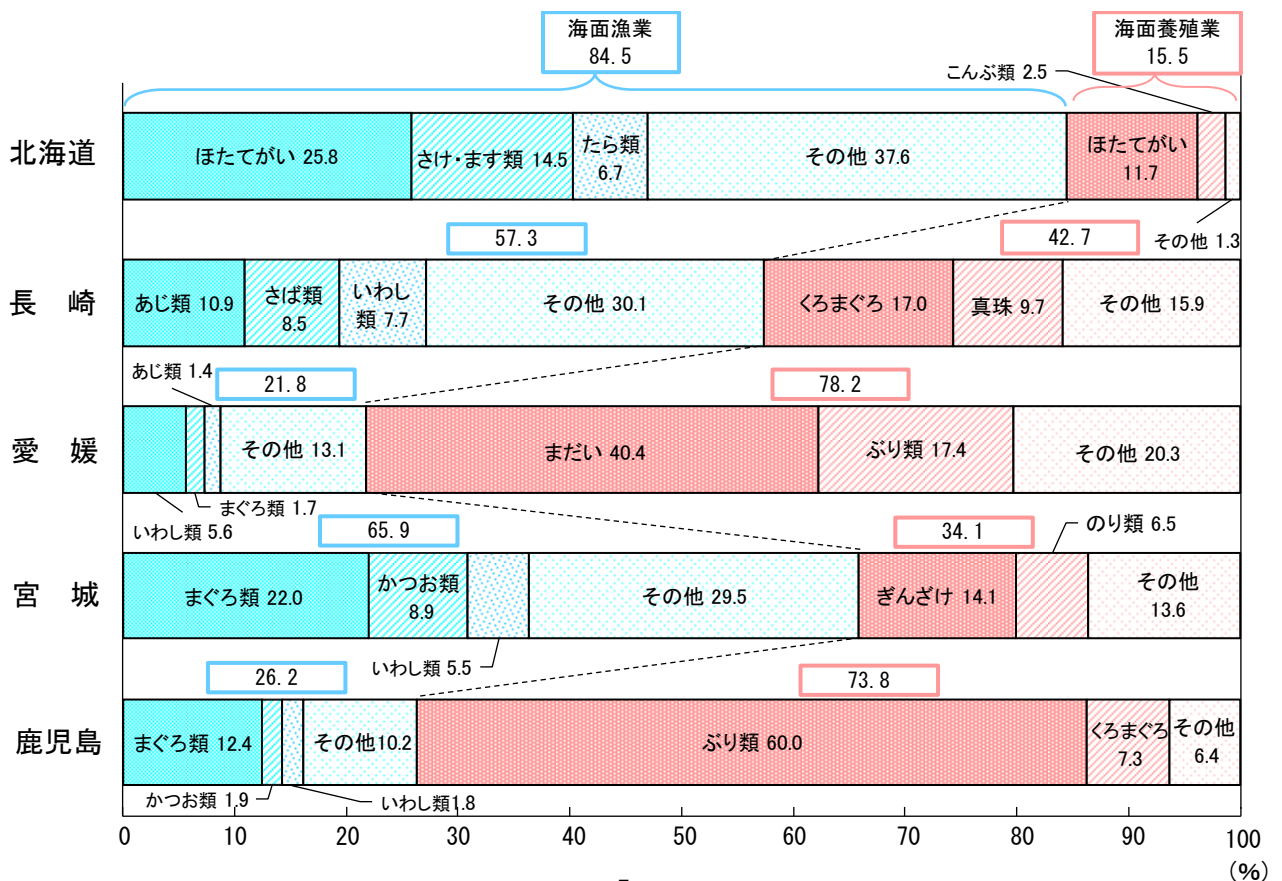 海面漁業
84.5
海面養殖業
15.5
こんぶ類 2.5
北海道
ほたてがい 25.8
さけ・ます類 14.5
たら類
6.7
その他 37.6
ほたてがい
11.7
その他 1.3
57.3
42.7
長 崎
あじ類 10.9
さば類
8.5
いわし
類 7.7
その他 30.1
くろまぐろ 17.0
真珠 9.7
その他 15.9
あじ類 1.4
21.8
78.2
愛 媛
その他 13.1
まだい 40.4
ぶり類 17.4
その他 20.3
いわし類 5.6
まぐろ類 1.7
65.9
34.1
のり類 6.5
宮 城
まぐろ類 22.0
かつお類
8.9
その他 29.5
ぎんざけ 14.1
その他
13.6
いわし類 5.5
26.2
73.8
鹿児島
まぐろ類 12.4
その他10.2
ぶり類 60.0
くろまぐろ
7.3
その他
6.4
かつお類 1.9
いわし類1.8
0 10 20 30 40 50 60 70 80 90 100
(%)